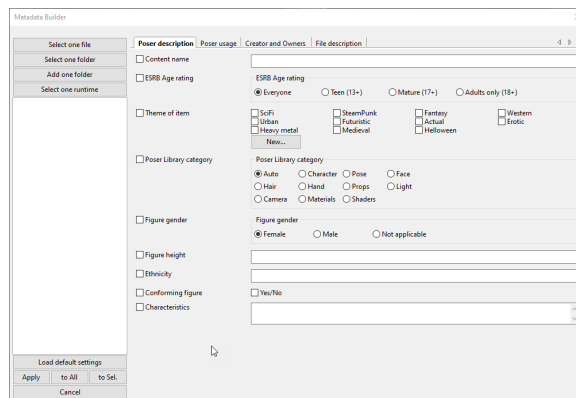 Metadata Builder
Select one file
Select one folder
Add one folder
Select one runtime
Load default settings
Apply to All to Sel.
Cancel
Poser description Poser usage Creator and Owners File description
Content name
ESRB Age rating
ESRB Age rating
Everyone Teen (13+) Mature (17+) Adults only (18+)
Theme of item
SciFi SteamPunk Fantasy Western
Urban Futuristic Actual Erotic
Heavy metal Medieval Helloween
New...
Poser Library category
Poser Library category
Auto Character Pose Face
Hair Hand Props Light
Camera Materials Shaders
Figure gender
Figure gender
Female Male Not applicable
Figure height
Ethnicity
Conforming figure Yes/No
Characteristics